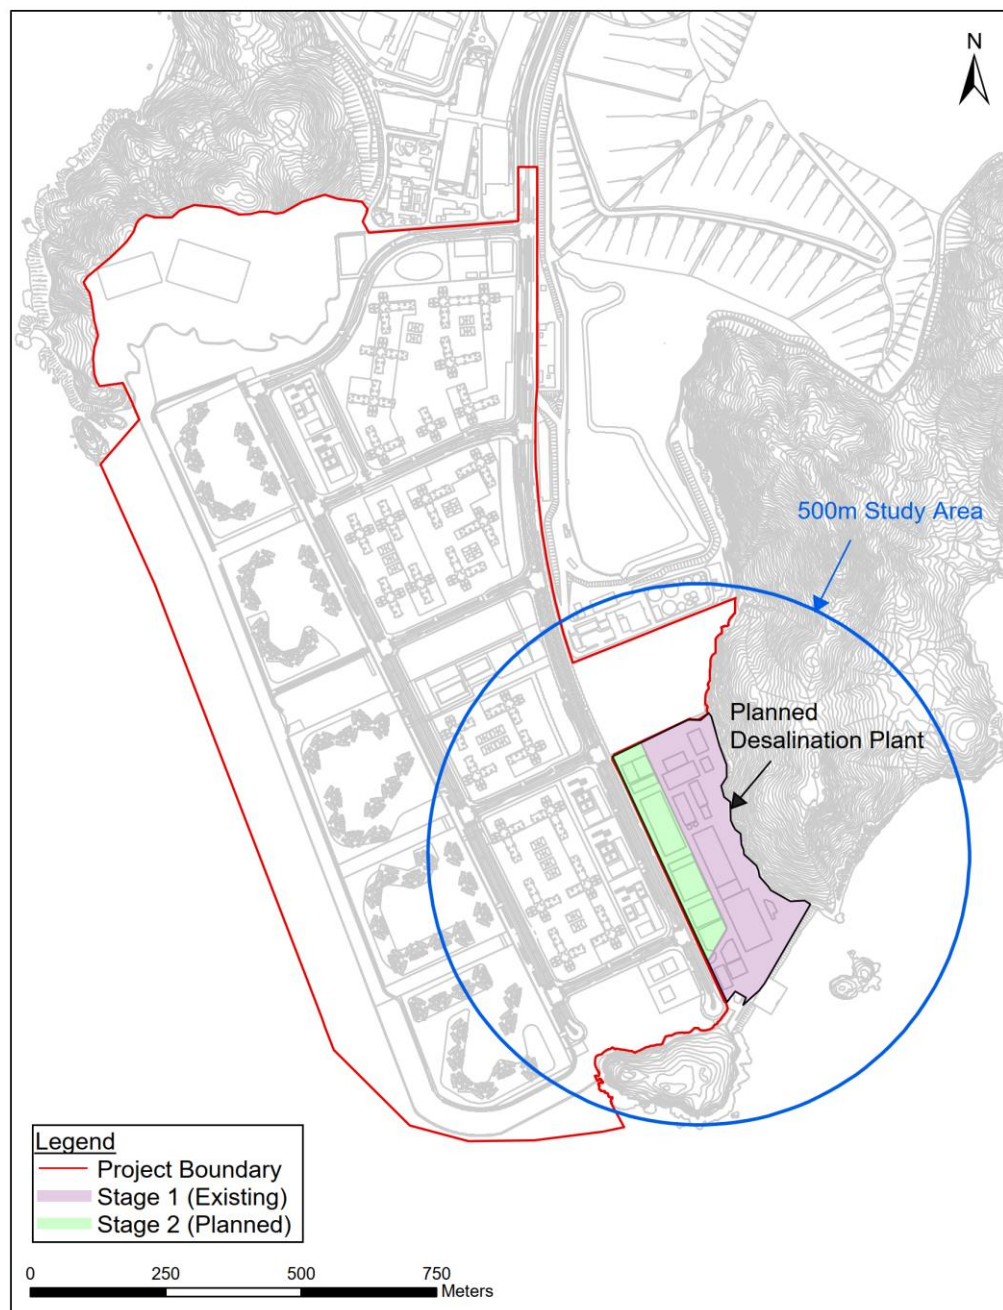 N
500m Study Area
Planned
Desalination Plant
Legend
Project Boundary
Stage 1 (Existing)
Stage 2 (Planned)
0 250 500 750
Meters